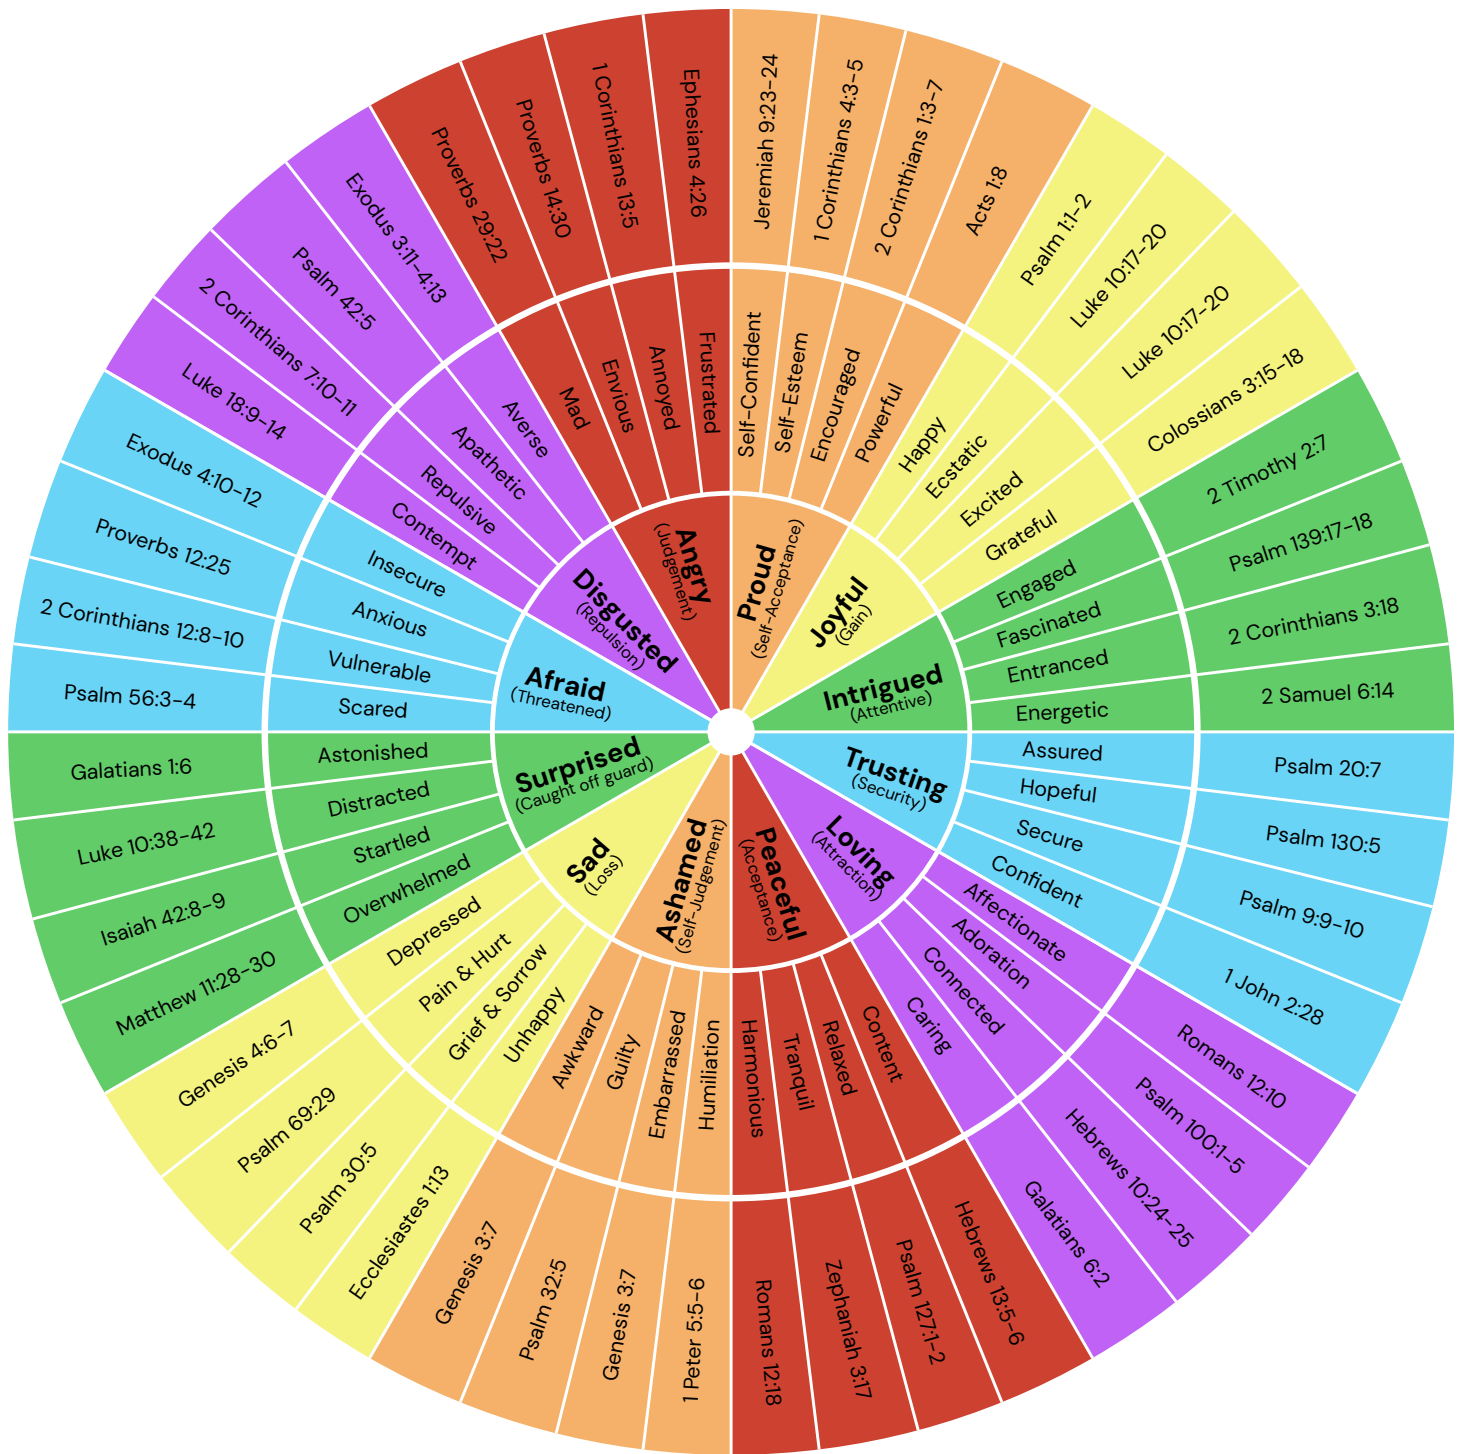 Proud
(Self-Acceptance)
Self-Confident
Jeremiah 9:23-24
Self-Esteem
1 Corinthians 4:3-5
Encouraged
2 Corinthians 1:3-7
Powerful
Acts 1:8
Joyful
(Gain)
Happy
Psalm 1:1-2
Ecstatic
Luke 10:17-20
Excited
Luke 10:17-20
Grateful
Colossians 3:15-18
Intrigued
(Attentive)
Engaged
2 Timothy 2:7
Fascinated
Psalm 139:17-18
Entranced
2 Corinthians 3:18
Energetic
2 Samuel 6:14
Trusting
(Security)
Assured
Psalm 20:7
Hopeful
Psalm 130:5
Secure
Psalm 9:9-10
Confident
1 John 2:28
Loving
(Attraction)
Affectionate
Romans 12:10
Adoration
Psalm 100:1-5
Connected
Hebrews 10:24-25
Caring
Galatians 6:2
Peaceful
(Acceptance)
Content
Hebrews 13:5-6
Relaxed
Psalm 127:1-2
Tranquil
Zephaniah 3:17
Harmonious
Romans 12:18
Ashamed
(Self-Judgement)
Humiliation
1 Peter 5:5-6
Embarrassed
Genesis 3:7
Guilty
Psalm 32:5
Awkward
Genesis 3:7
Sad
(Loss)
Unhappy
Ecclesiastes 1:13
Grief & Sorrow
Psalm 30:5
Pain & Hurt
Psalm 69:29
Depressed
Genesis 4:6-7
Surprised
(Caught off guard)
Overwhelmed
Matthew 11:28-30
Startled
Isaiah 42:8-9
Distracted
Luke 10:38-42
Astonished
Galatians 1:6
Afraid
(Threatened)
Scared
Psalm 56:3-4
Vulnerable
2 Corinthians 12:8-10
Anxious
Proverbs 12:25
Insecure
Exodus 4:10-12
Disgusted
(Repulsion)
Contempt
Luke 18:9-14
Repulsive
2 Corinthians 7:10-11
Apathetic
Psalm 42:5
Averse
Exodus 3:11-4:13
Angry
(Judgement)
Mad
Proverbs 29:22
Envious
Proverbs 14:30
Annoyed
1 Corinthians 13:5
Frustrated
Ephesians 4:26